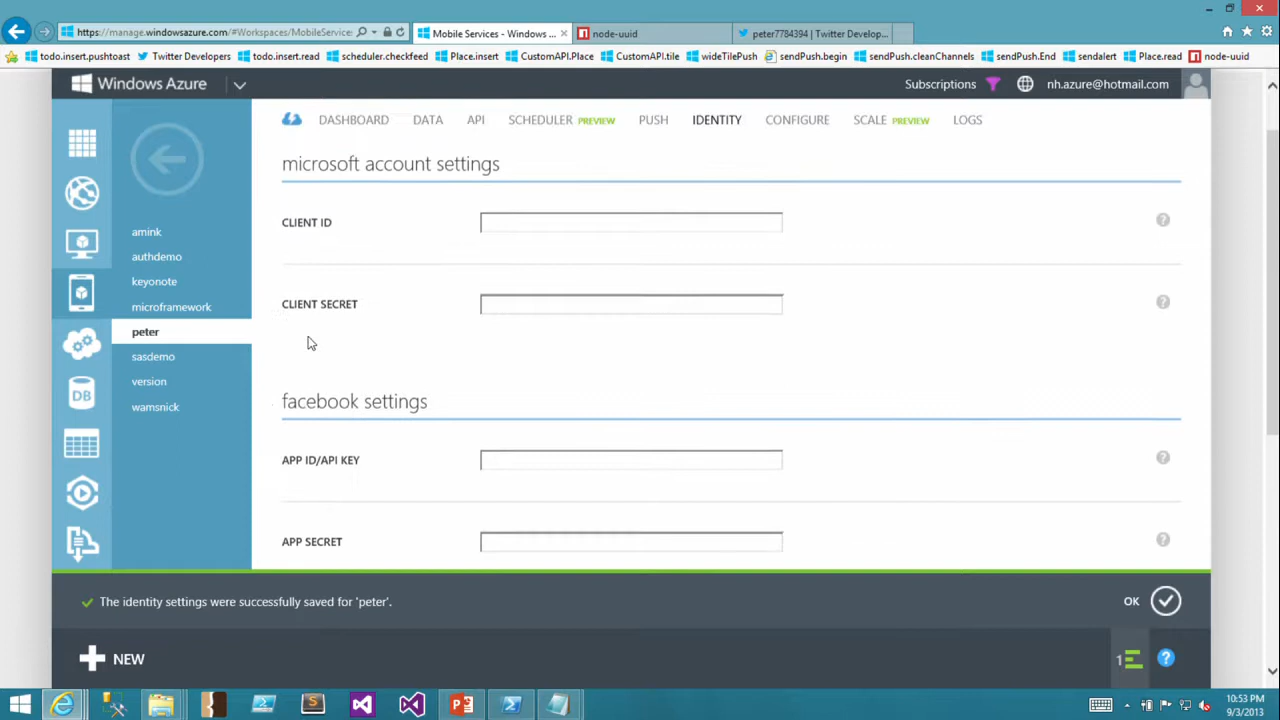 https://manage.windowsazure.com/#Workspaces/MobileService
Mobile Services - Windows ...
node-uuid
peter7784394 | Twitter Develop...
todo.insert.pushtoast
Twitter Developers
todo.insert.read
scheduler.checkfeed
Place.insert
CustomAPI.Place
CustomAPI.tile
wideTilePush
sendPush.begin
sendPush.cleanChannels
sendPush.End
sendalert
Place.read
node-uuid
Windows Azure
Subscriptions
nh.azure@hotmail.com
DASHBOARD
DATA
API
SCHEDULER PREVIEW
PUSH
IDENTITY
CONFIGURE
SCALE PREVIEW
LOGS
amink
authdemo
keyonote
microframework
peter
sasdemo
version
wamsnick
DB
microsoft account settings
CLIENT ID
?
CLIENT SECRET
?
facebook settings
APP ID/API KEY
?
APP SECRET
?
The identity settings were successfully saved for 'peter'.
OK
NEW
1
?
10:53 PM
9/3/2013